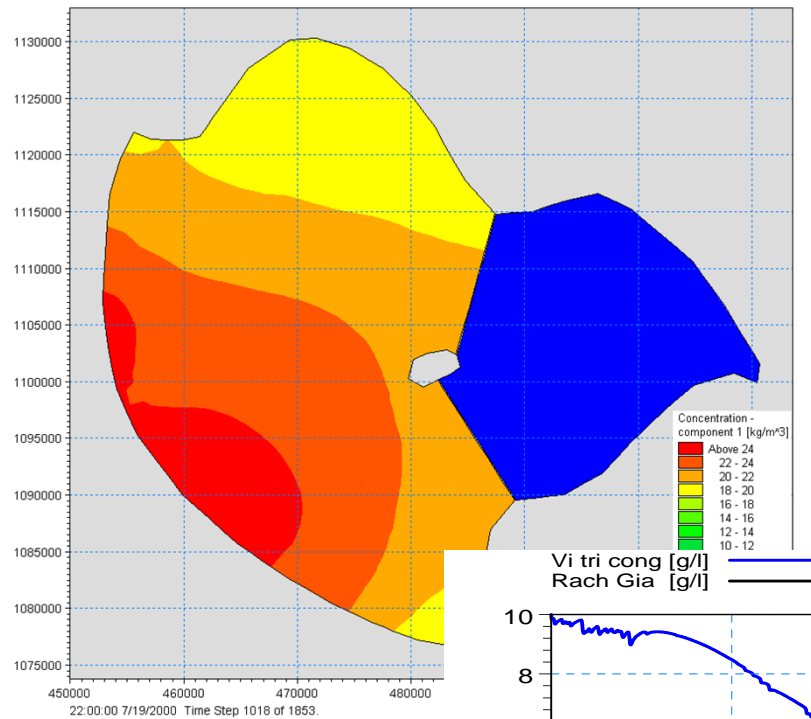 1130000
1125000
1120000
1115000
1110000
1105000
1100000
1095000
1090000
1085000
1080000
1075000
450000 460000 470000 480000
22:00:00 7/19/2000 Time Step 1018 of 1853.
Concentration -
component 1 [kg/m^3]
Above 24
22 - 24
20 - 22
18 - 20
16 - 18
14 - 16
12 - 14
10 - 12
Vi tri cong [g/l]
Rach Gia [g/l]
10
8